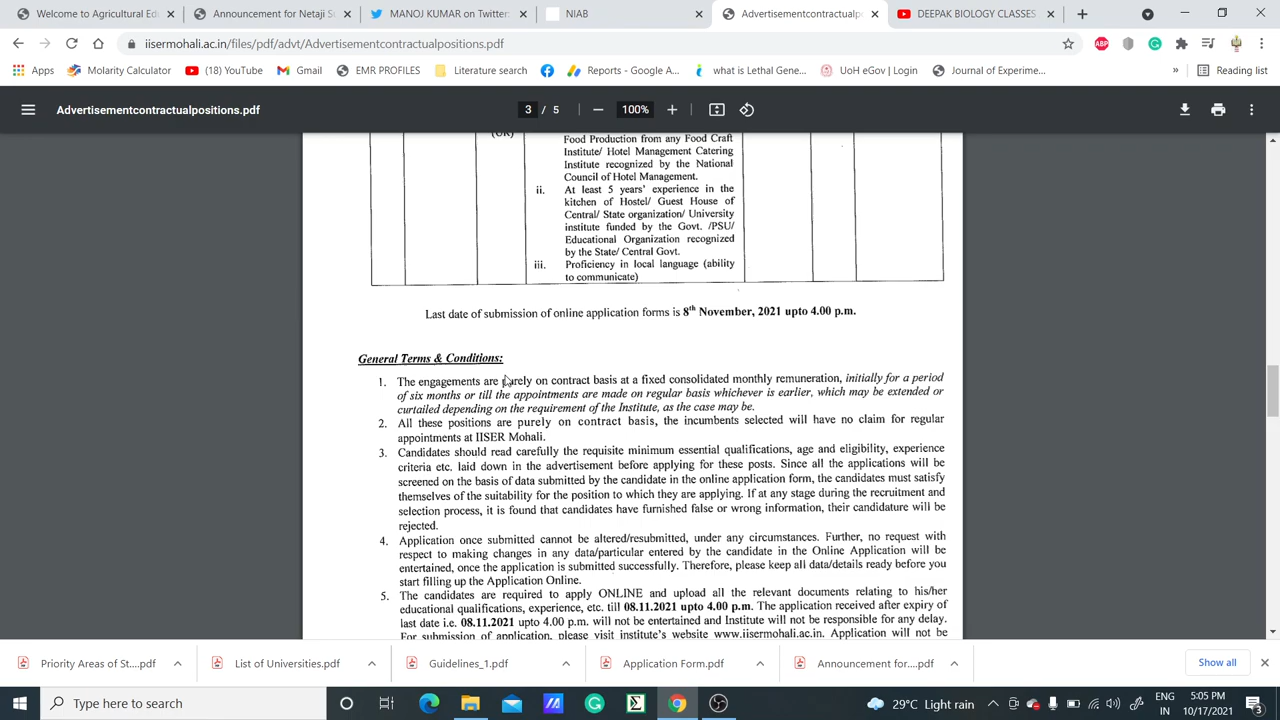 Welcome to Agricultural Edu
Announcement for Netaji Su
MANOJ KUMAR on Twitter:
NIAB
Advertisementcontractualpo
DEEPAK BIOLOGY CLASSES
iisermohali.ac.in/files/pdf/advt/Advertisementcontractualpositions.pdf
Apps
Molarity Calculator
(18) YouTube
Gmail
EMR PROFILES
Literature search
Reports - Google A...
what is Lethal Gene...
UoH eGov | Login
Journal of Experime...
»
Reading list
Advertisementcontractualpositions.pdf
3 / 5
100%
(UR)
Food Production from any Food Craft
Institute/ Hotel Management Catering
Institute recognized by the National
Council of Hotel Management.
ii. At least 5 years' experience in the
kitchen of Hostel/ Guest House of
Central/ State organization/ University
institute funded by the Govt. /PSU/
Educational Organization recognized
by the State/ Central Govt.
iii. Proficiency in local language (ability
to communicate)
Last date of submission of online application forms is 8th November, 2021 upto 4.00 p.m.
General Terms & Conditions:
1. The engagements are purely on contract basis at a fixed consolidated monthly remuneration, initially for a period
of six months or till the appointments are made on regular basis whichever is earlier, which may be extended or
curtailed depending on the requirement of the Institute, as the case may be.
2. All these positions are purely on contract basis, the incumbents selected will have no claim for regular
appointments at IISER Mohali.
3. Candidates should read carefully the requisite minimum essential qualifications, age and eligibility, experience
criteria etc. laid down in the advertisement before applying for these posts. Since all the applications will be
screened on the basis of data submitted by the candidate in the online application form, the candidates must satisfy
themselves of the suitability for the position to which they are applying. If at any stage during the recruitment and
selection process, it is found that candidates have furnished false or wrong information, their candidature will be
rejected.
4. Application once submitted cannot be altered/resubmitted, under any circumstances. Further, no request with
respect to making changes in any data/particular entered by the candidate in the Online Application will be
entertained, once the application is submitted successfully. Therefore, please keep all data/details ready before you
start filling up the Application Online.
5. The candidates are required to apply ONLINE and upload all the relevant documents relating to his/her
educational qualifications, experience, etc. till 08.11.2021 upto 4.00 p.m. The application received after expiry of
last date i.e. 08.11.2021 upto 4.00 p.m. will not be entertained and Institute will not be responsible for any delay.
For submission of application, please visit institute's website www.iisermohali.ac.in. Application will not be
Priority Areas of St....pdf
List of Universities.pdf
Guidelines_1.pdf
Application Form.pdf
Announcement for....pdf
Show all
Type here to search
29°C Light rain
ENG
IN
5:05 PM
10/17/2021
3